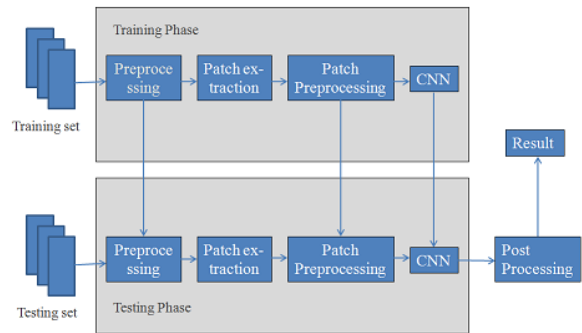 Training Phase
Preproce
ssing
Patch ex-
traction
Patch
Preprocessing
CNN
Training set
Result
Preproce
ssing
Patch ex-
traction
Patch
Preprocessing
CNN
Post
Processing
Testing set
Testing Phase